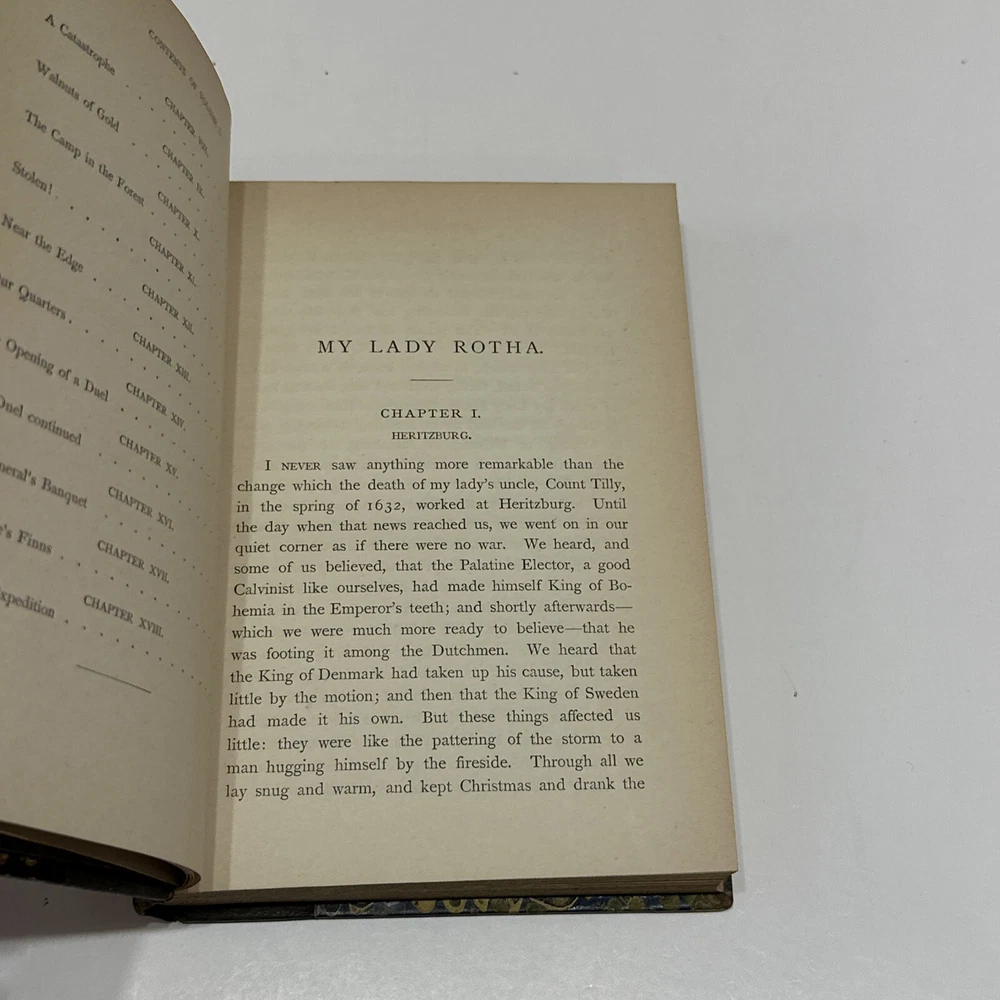 CONTENTS OF VOLUME I.
A Catastrophe
CHAPTER VIII.
Walnuts of Gold
CHAPTER IX.
The Camp in the Forest
CHAPTER X.
Stolen!
CHAPTER XI.
Near the Edge
CHAPTER XII.
Quarters
CHAPTER XIII.
Opening of a Duel
CHAPTER XIV.
Duel continued
CHAPTER XV.
Banquet
CHAPTER XVI.
Finns
CHAPTER XVII.
CHAPTER XVIII.
MY LADY ROTHA.
CHAPTER I.
HERITZBURG.
I NEVER saw anything more remarkable than the
change which the death of my lady's uncle, Count Tilly,
in the spring of 1632, worked at Heritzburg. Until
the day when that news reached us, we went on in our
quiet corner as if there were no war. We heard, and
some of us believed, that the Palatine Elector, a good
Calvinist like ourselves, had made himself King of Bo-
hemia in the Emperor's teeth; and shortly afterwards—
which we were much more ready to believe—that he
was footing it among the Dutchmen. We heard that
the King of Denmark had taken up his cause, but taken
little by the motion; and then that the King of Sweden
had made it his own. But these things affected us
little: they were like the pattering of the storm to a
man hugging himself by the fireside. Through all we
lay snug and warm, and kept Christmas and drank the